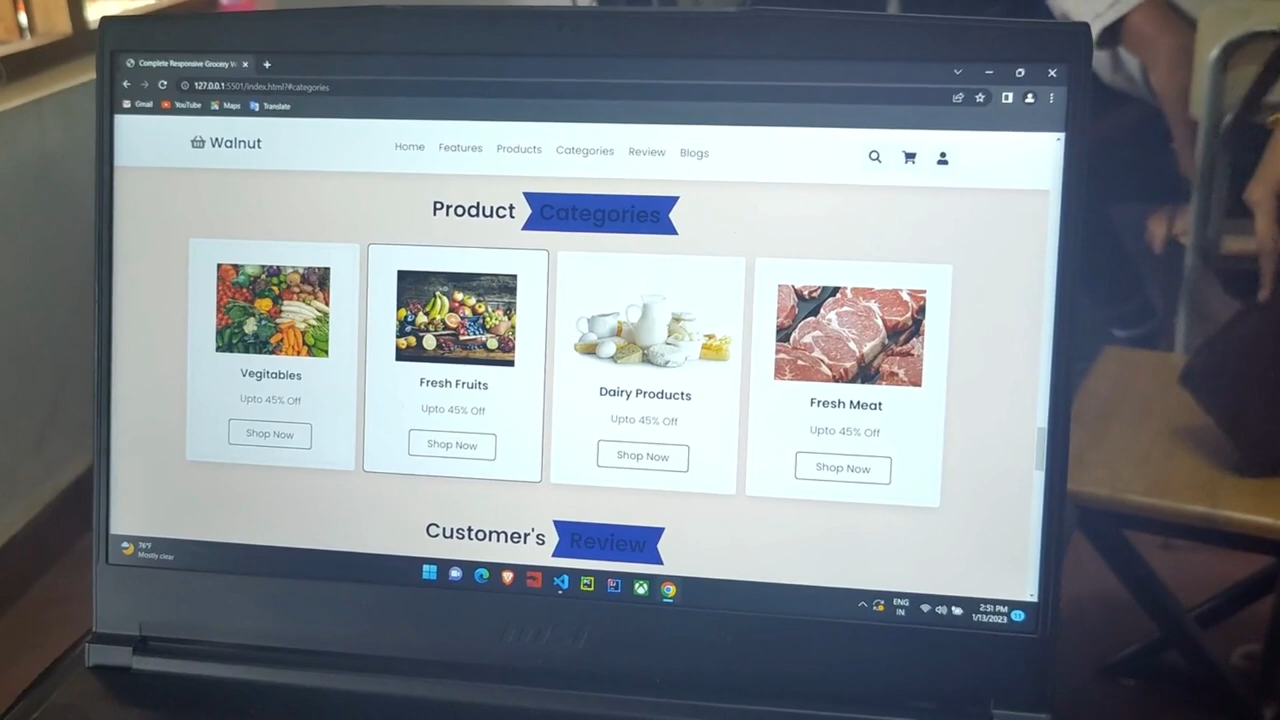 Complete Responsive Grocery W
127.0.0.1:5501/index.html?#categories
Gmail YouTube Maps Translate
Walnut Home Features Products Categories Review Blogs
Product Categories
Vegitables
Upto 45% Off
Shop Now
Fresh Fruits
Upto 45% Off
Shop Now
Dairy Products
Upto 45% Off
Shop Now
Fresh Meat
Upto 45% Off
Shop Now
Customer's Review
76°F
Mostly clear
ENG
IN
2:51 PM
1/13/2023